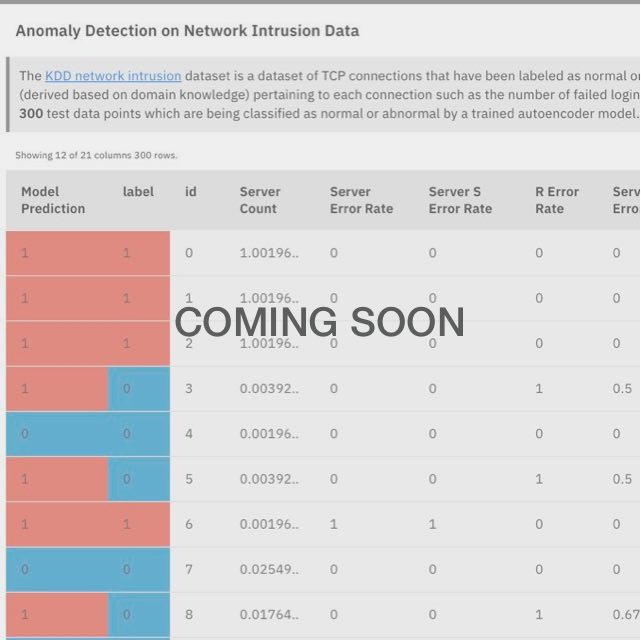 Anomaly Detection on Network Intrusion Data
The KDD network intrusion dataset is a dataset of TCP connections that have been labeled as normal or
(derived based on domain knowledge) pertaining to each connection such as the number of failed login
300 test data points which are being classified as normal or abnormal by a trained autoencoder model.
Showing 12 of 21 columns 300 rows.
Model Prediction label id Server Count Server Error Rate Server S Error Rate R Error Rate Serv Erro
1 1 0 1.00196.. 0 0 0 0
1 1 1 1.00196.. 0 0 0 0
COMING SOON
1 1 2 1.00196.. 0 0 0 0
1 0 3 0.00392.. 0 0 1 0.5
0 0 4 0.00196.. 0 0 0 0
1 0 5 0.00392.. 0 0 1 0.5
1 1 6 0.00196.. 1 1 0 0
0 0 7 0.02549.. 0 0 0 0
1 0 8 0.01764.. 0 0 1 0.67